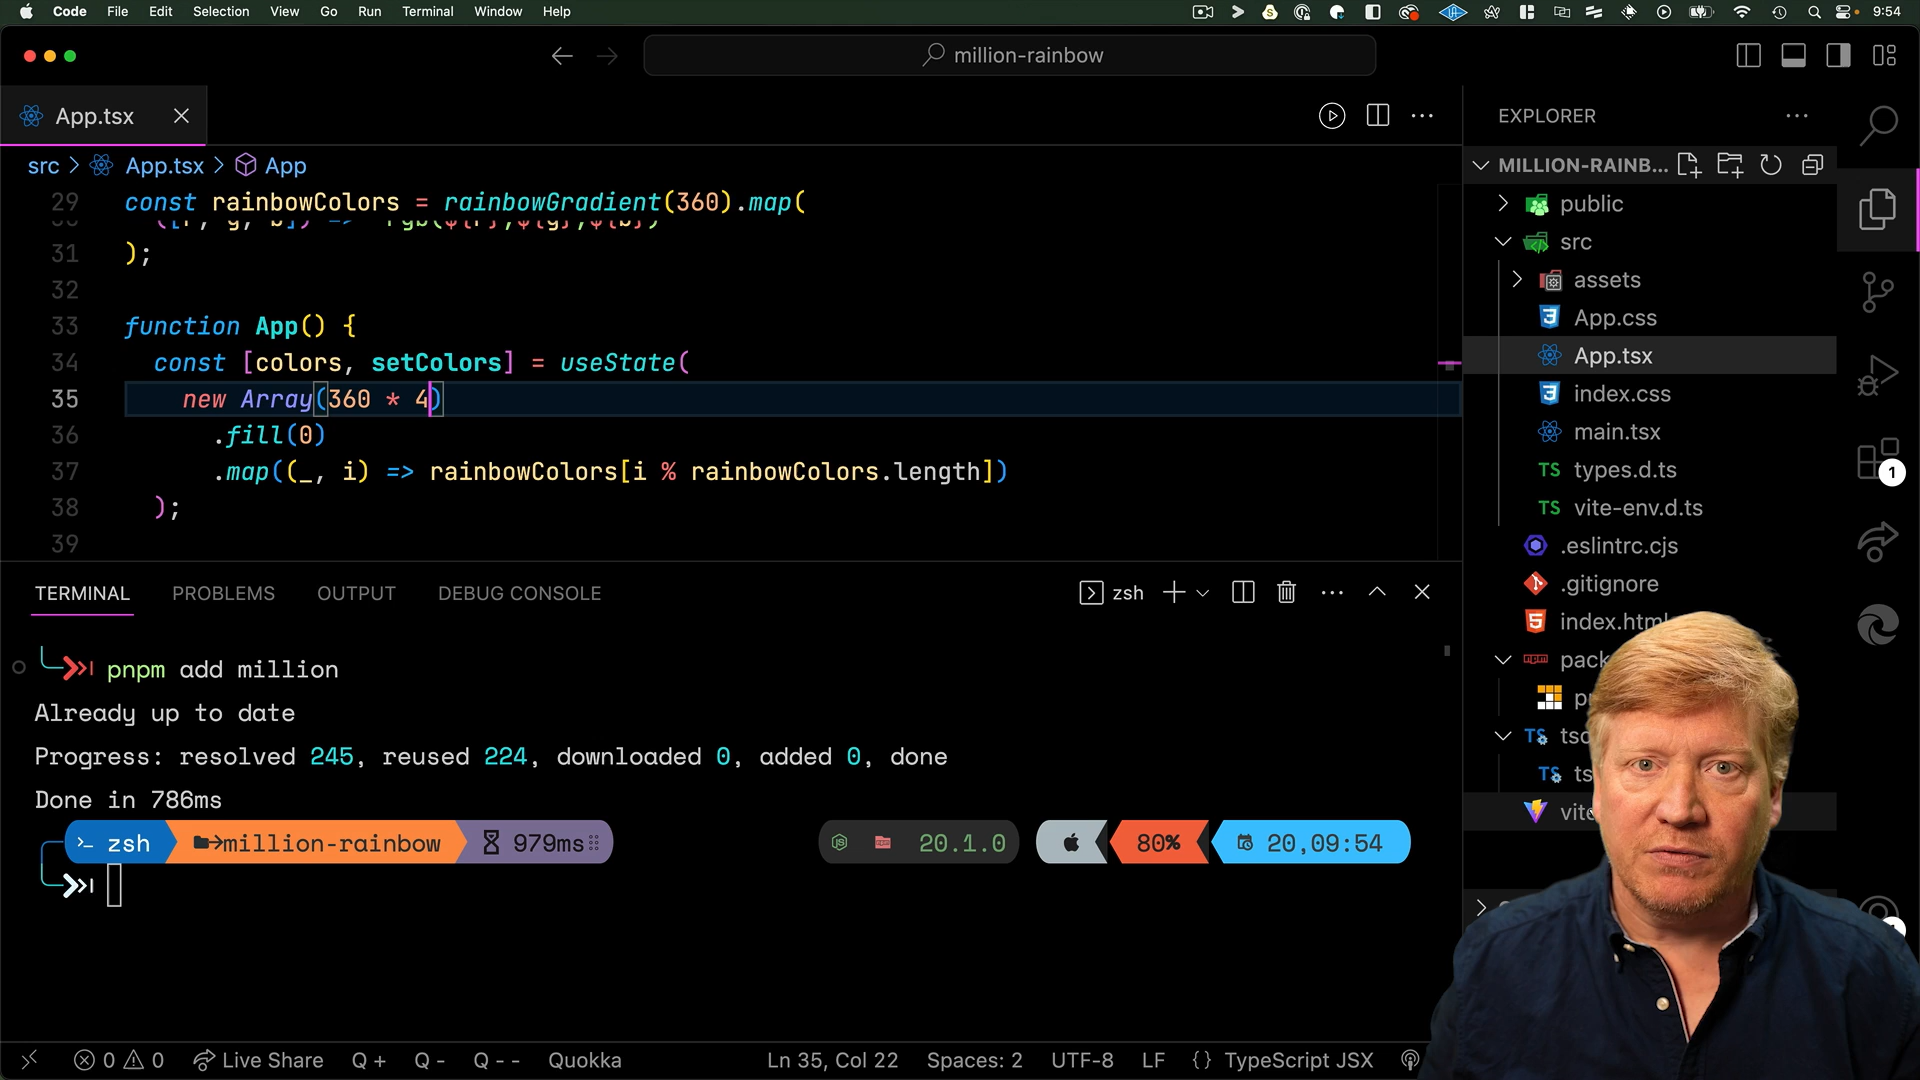 Code File Edit Selection View Go Run Terminal Window Help 9:54
million-rainbow
App.tsx
EXPLORER
src > App.tsx > App
MILLION-RAINB...
29 const rainbowColors = rainbowGradient(360).map(
31 );
32
33 function App() {
34 const [colors, setColors] = useState(
35 new Array(360 * 4)
36 .fill(0)
37 .map((_, i) => rainbowColors[i % rainbowColors.length])
38 );
39
public
src
assets
App.css
App.tsx
index.css
main.tsx
TS types.d.ts
TS vite-env.d.ts
.eslintrc.cjs
.gitignore
index.html
1
TERMINAL PROBLEMS OUTPUT DEBUG CONSOLE
zsh
pnpm add million
Already up to date
Progress: resolved 245, reused 224, downloaded 0, added 0, done
Done in 786ms
zsh million-rainbow 979ms 20.1.0 80% 20,09:54
0 0 Live Share Q + Q - Q - - Quokka Ln 35, Col 22 Spaces: 2 UTF-8 LF {} TypeScript JSX